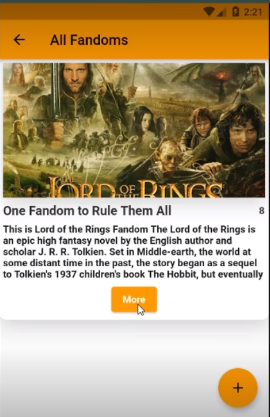 2:21
All Fandoms
THE
LORD OF THE
RINGS
One Fandom to Rule Them All
8
This is Lord of the Rings Fandom The Lord of the Rings is
an epic high fantasy novel by the English author and
scholar J. R. R. Tolkien. Set in Middle-earth, the world at
some distant time in the past, the story began as a sequel
to Tolkien's 1937 children's book The Hobbit, but eventually
More